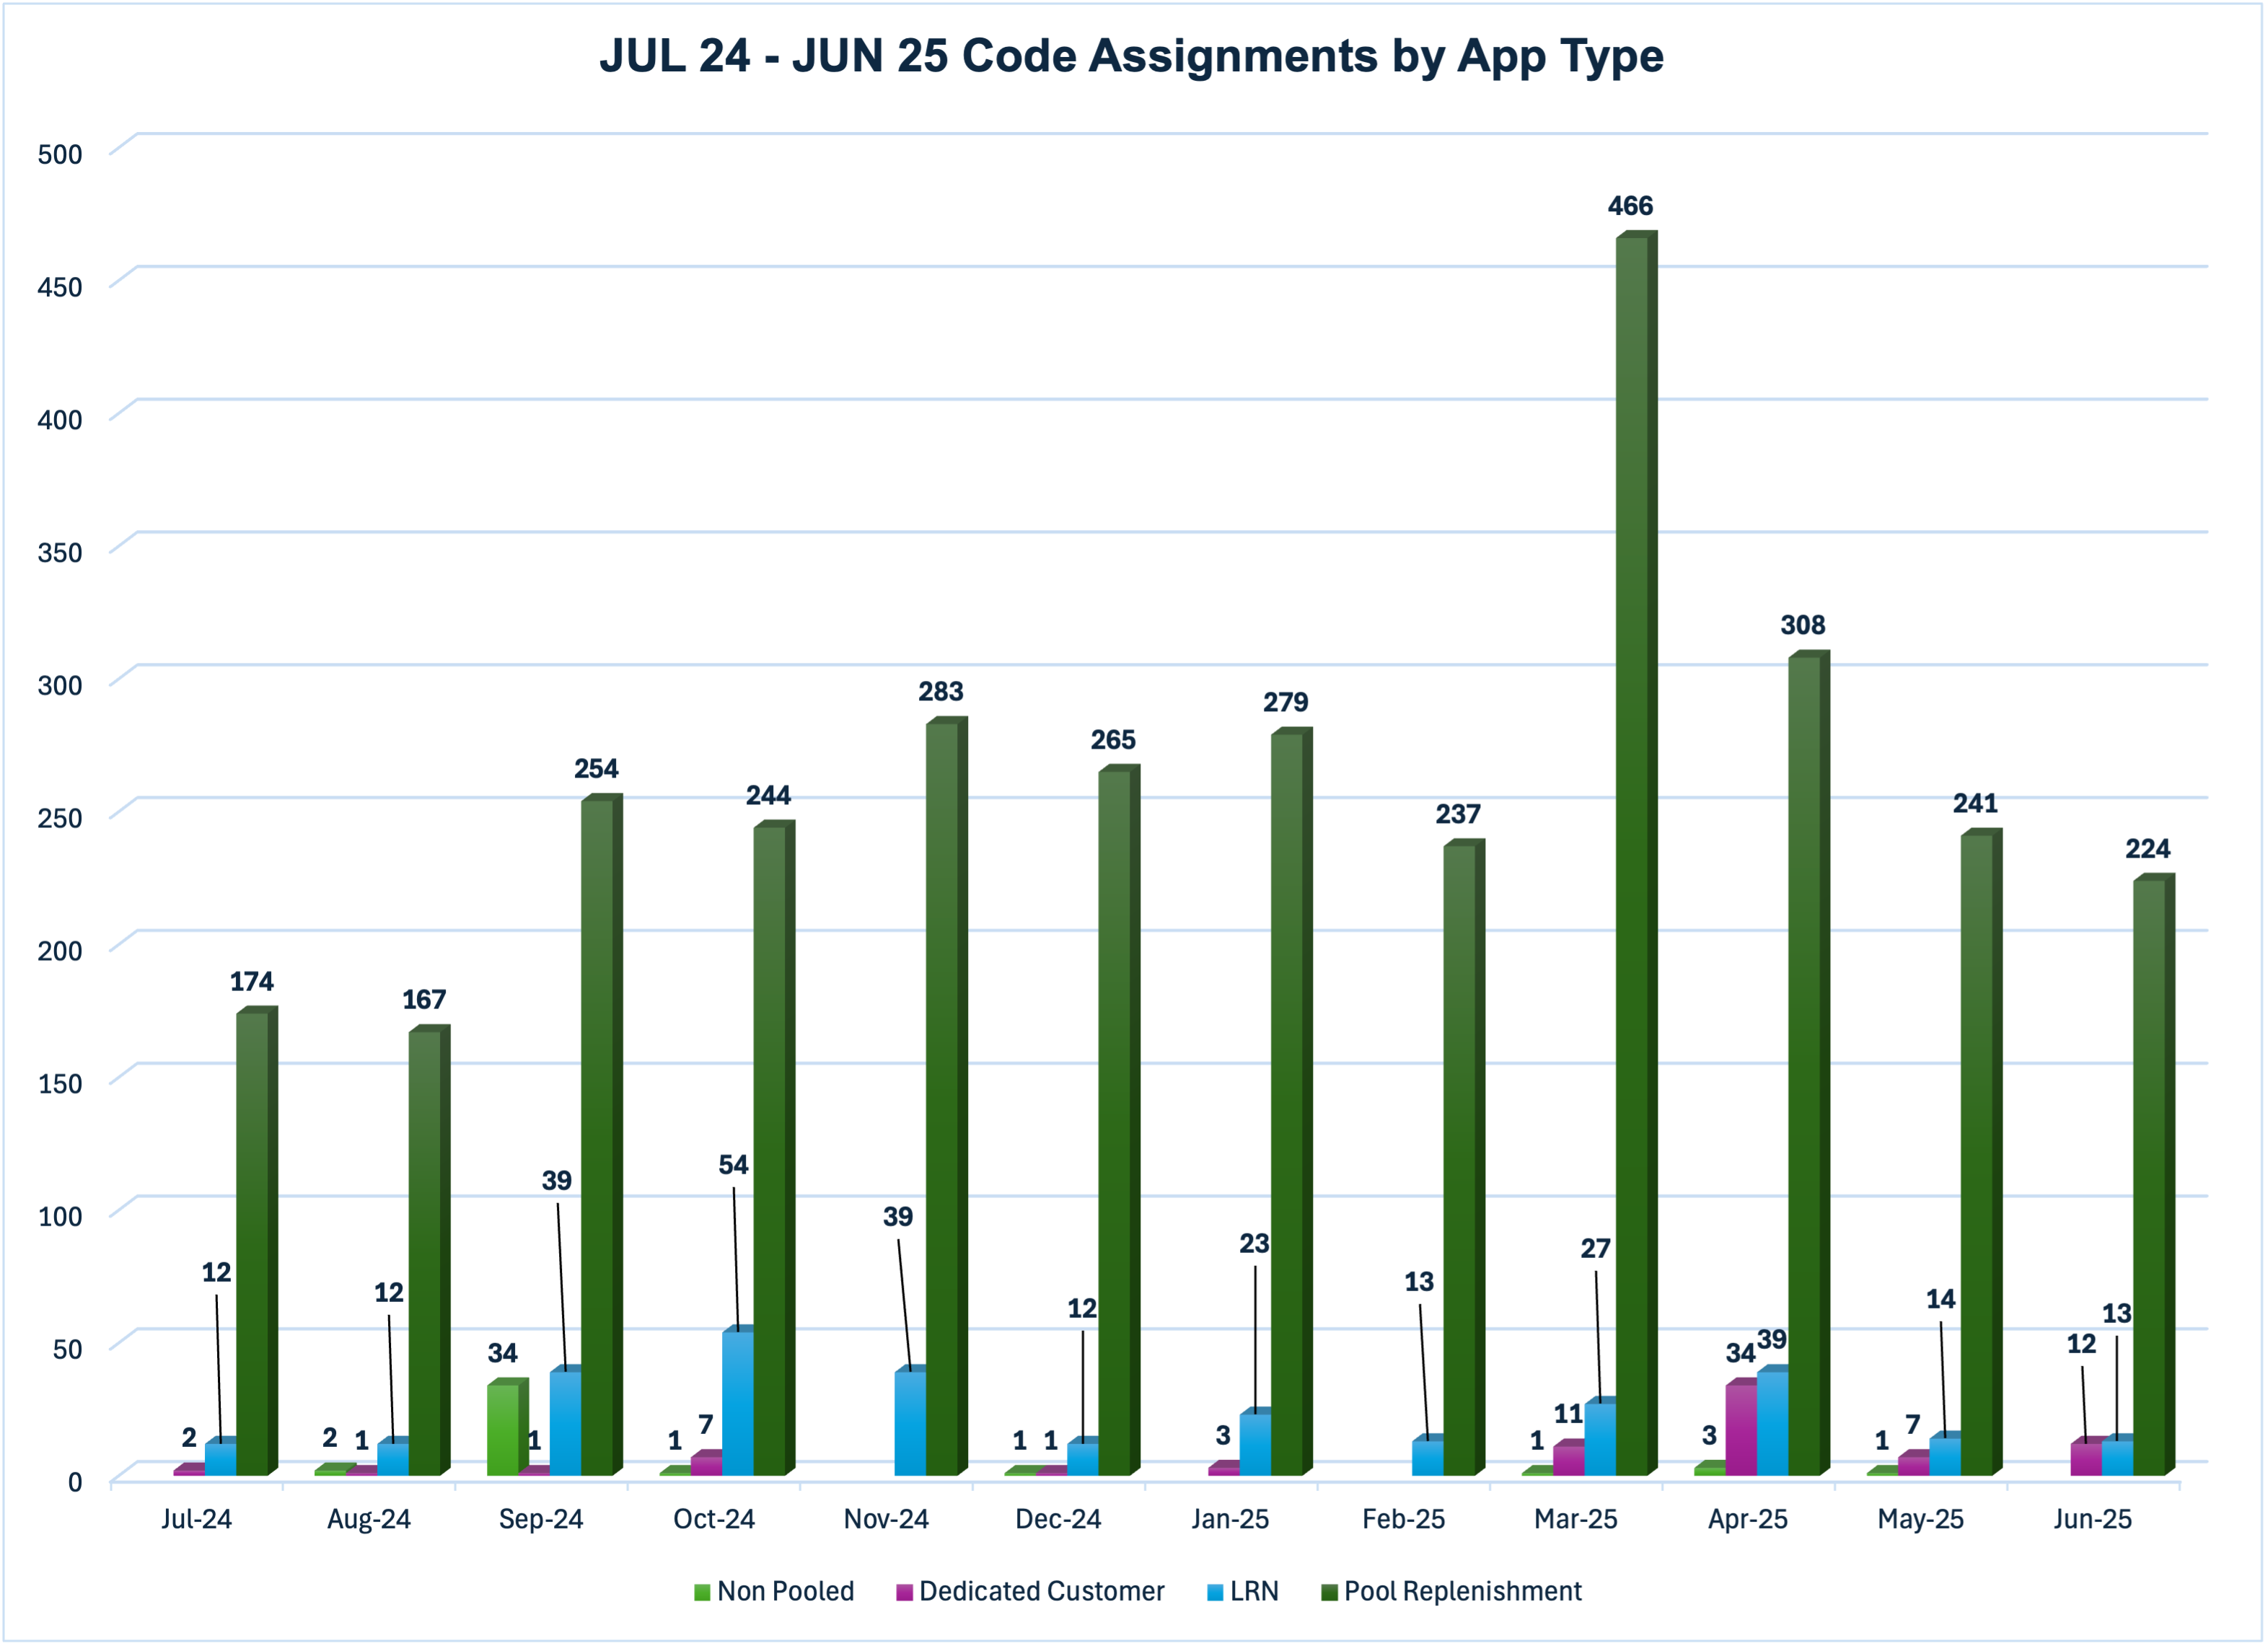 JUL 24 - JUN 25 Code Assignments by App Type
500
450
400
350
300
250
200
150
100
50
0
2 12 174
2 1 12 167
34 1 39 254
1 7 54 244
39 283
1 1 12 265
3 23 279
13 237
1 11 27 466
3 34 39 308
1 7 14 241
12 13 224
Jul-24 Aug-24 Sep-24 Oct-24 Nov-24 Dec-24 Jan-25 Feb-25 Mar-25 Apr-25 May-25 Jun-25
Non Pooled Dedicated Customer LRN Pool Replenishment